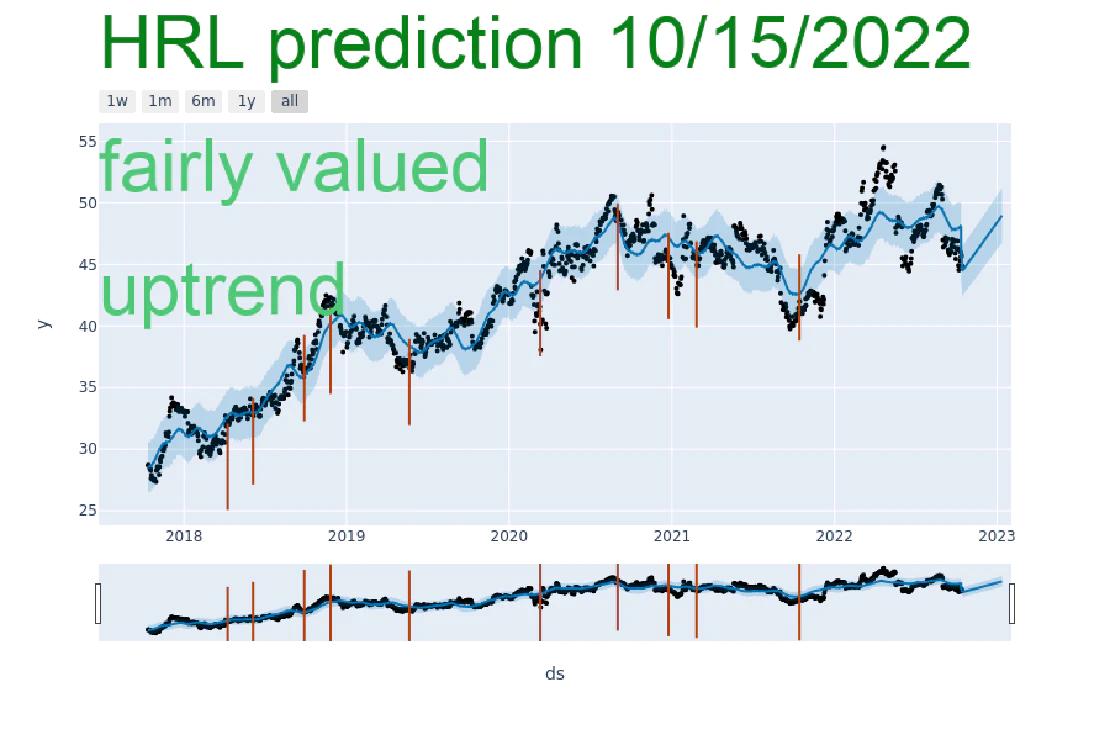 HRL prediction 10/15/2022
1w 1m 6m 1y all
fairly valued
uptrend
55
50
45
40
35
30
25
y
2018 2019 2020 2021 2022 2023
ds